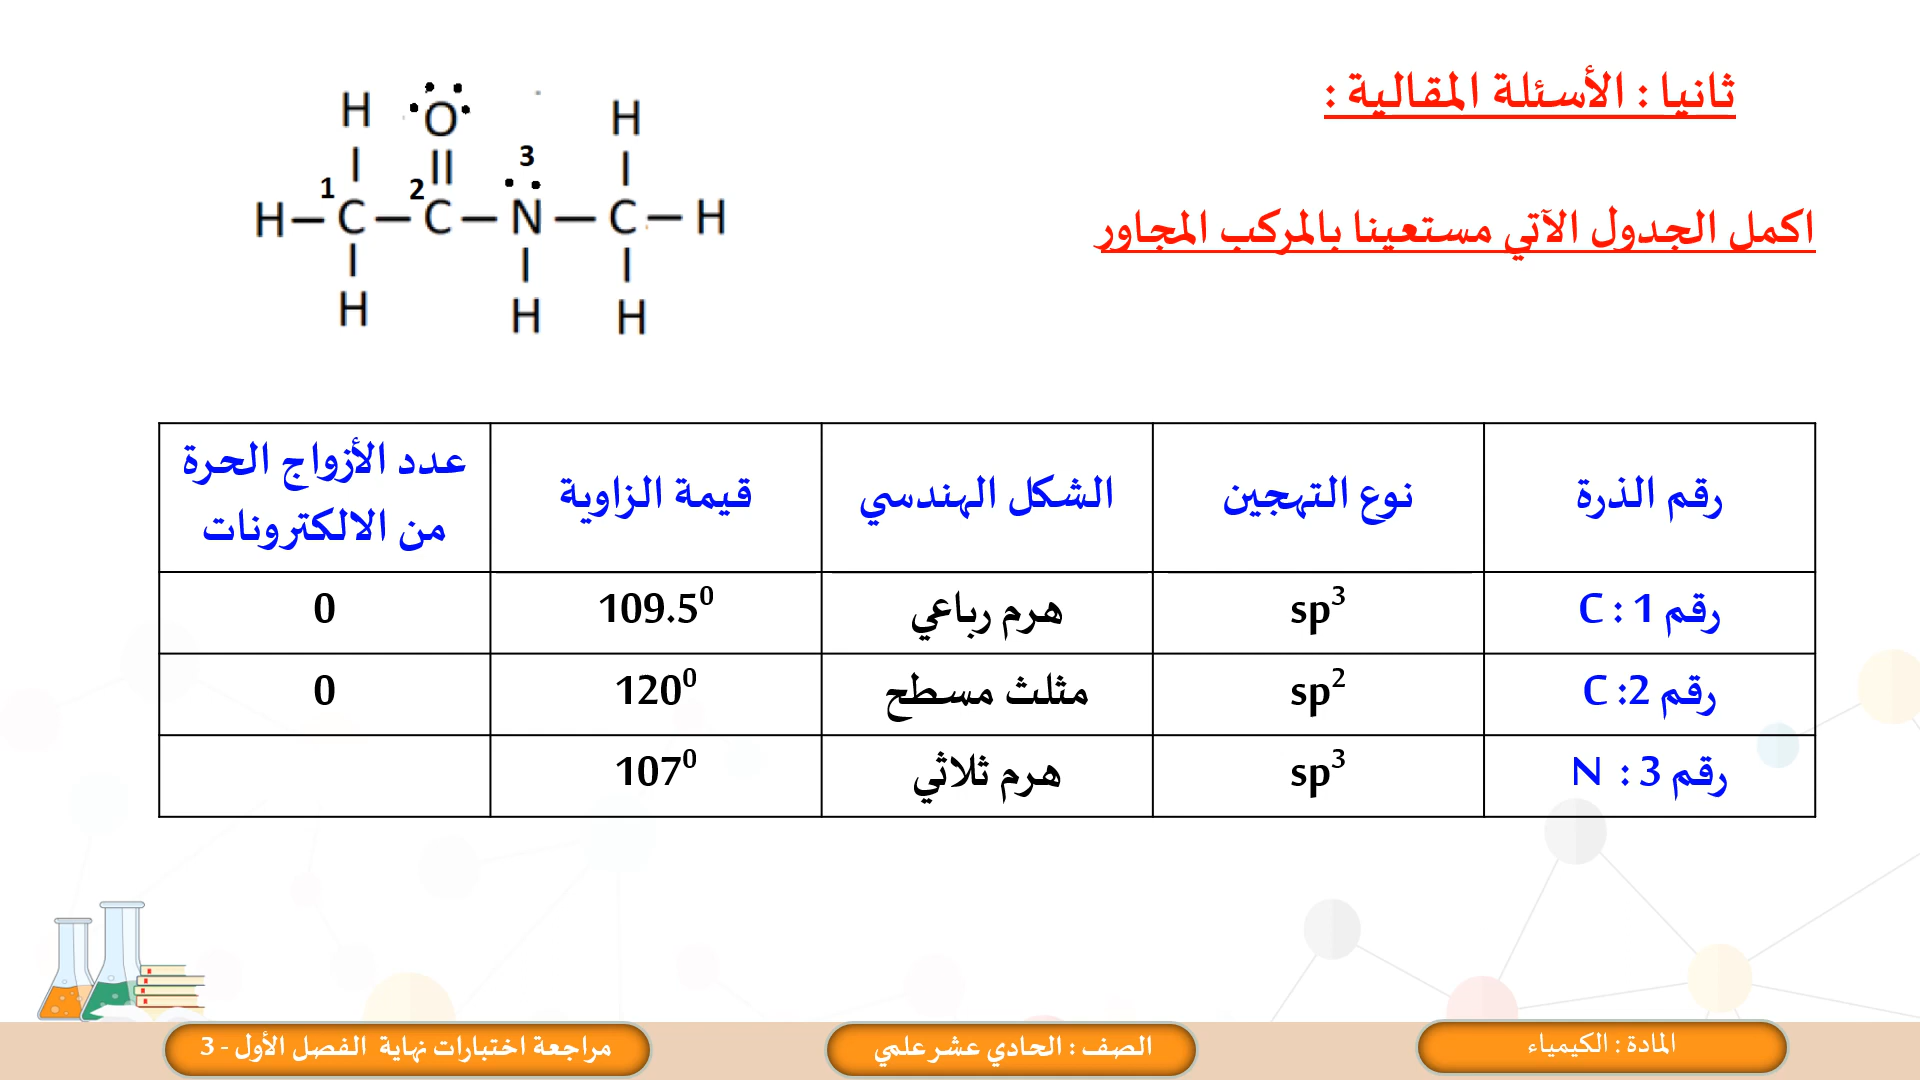 ثانيا : الأسئلة المقالية :
اكمل الجدول الآتي مستعينا بالمركب المجاور
H O H
3
1 2
H–C–C–N–C–H
H H H
رقم الذرة نوع التهجين الشكل الهندسي قيمة الزاوية عدد الأزواج الحرة
من الالكترونات
رقم 1 : C sp³ هرم رباعي 109.5⁰ 0
رقم 2: C sp² مثلث مسطح 120⁰ 0
رقم 3 : N sp³ هرم ثلاثي 107⁰
المادة : الكيمياء
الصف : الحادي عشر علمي
مراجعة اختبارات نهاية الفصل الأول - 3